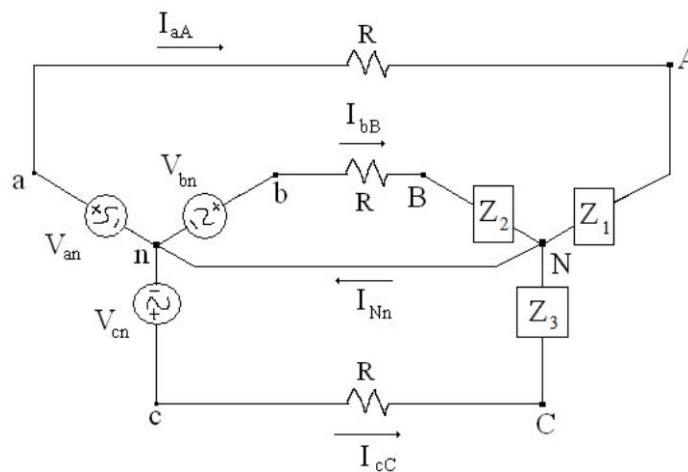 I_aA
R
A
I_bB
V_bn
a
b
R
B
Z_2
Z_1
V_an
n
N
I_Nn
V_cn
Z_3
R
c
C
I_cC